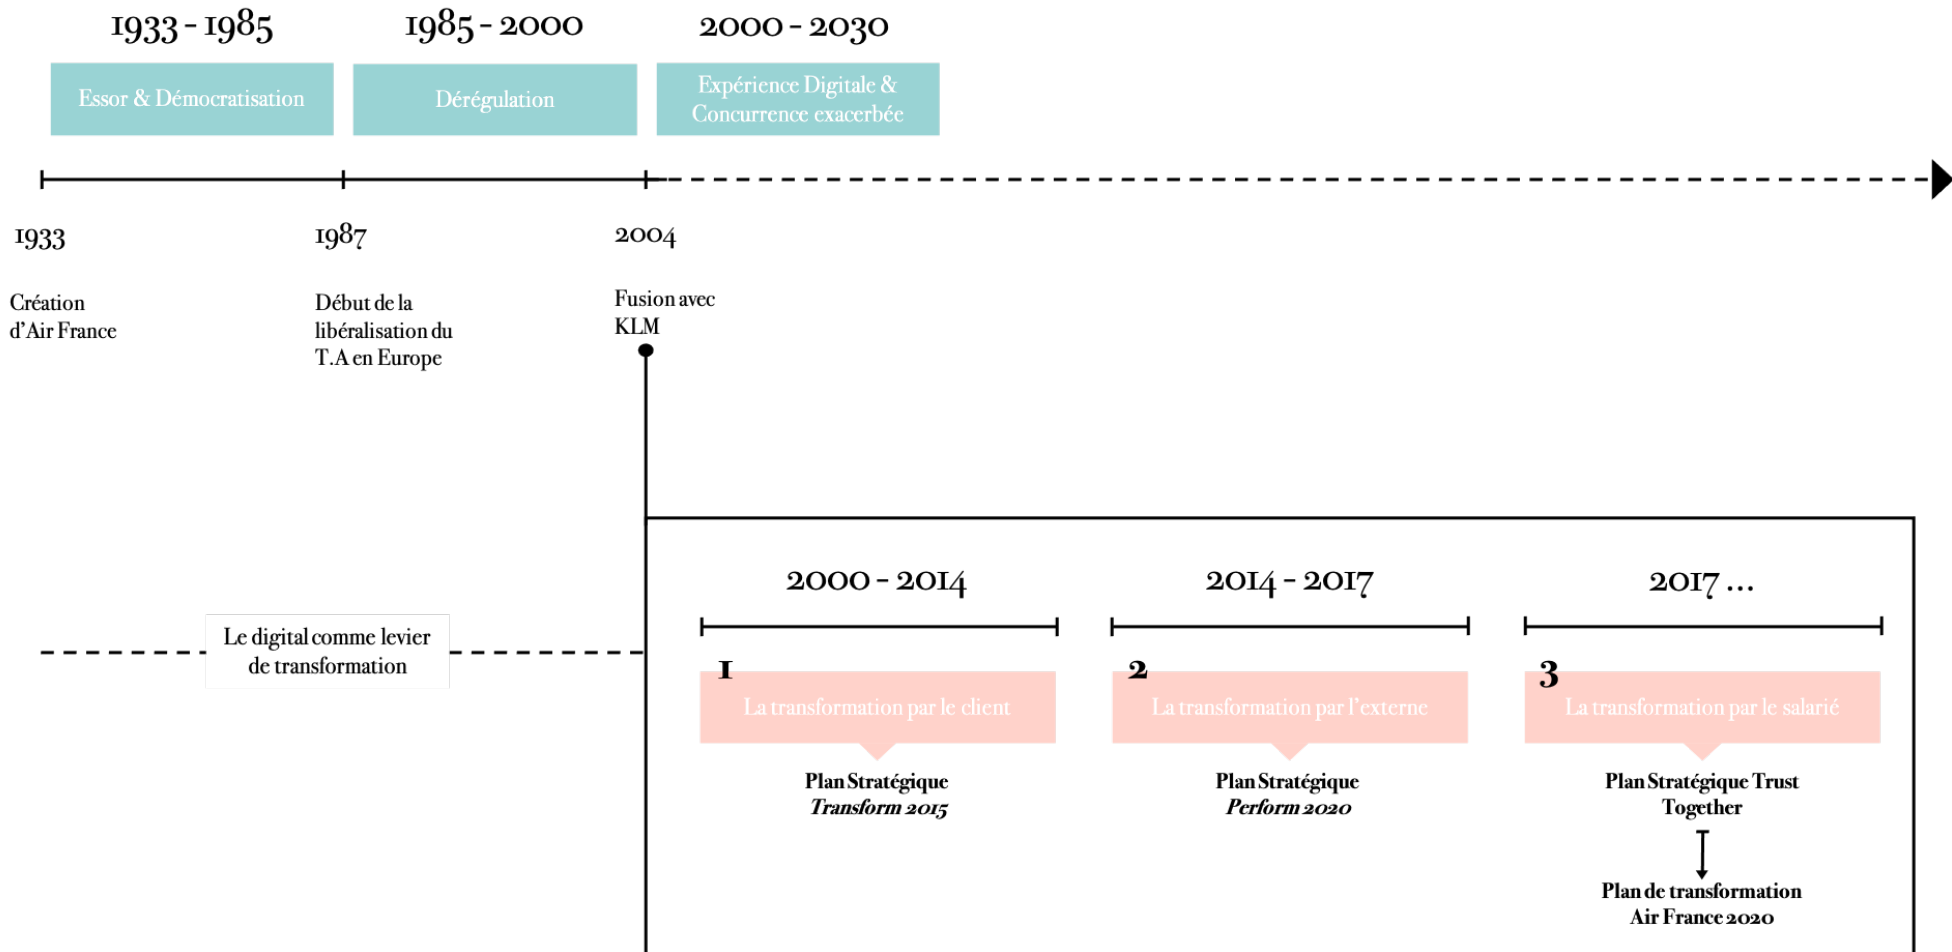 1933 - 1985
1985 - 2000
2000 - 2030
Essor & Démocratisation
Dérégulation
Expérience Digitale &
Concurrence exacerbée
1933
1987
2004
Création
d'Air France
Début de la
libéralisation du
T.A en Europe
Fusion avec
KLM
Le digital comme levier
de transformation
2000 - 2014
2014 - 2017
2017 ...
1
La transformation par le client
2
La transformation par l'externe
3
La transformation par le salarié
Plan Stratégique
Transform 2015
Plan Stratégique
Perform 2020
Plan Stratégique Trust
Together
Plan de transformation
Air France 2020